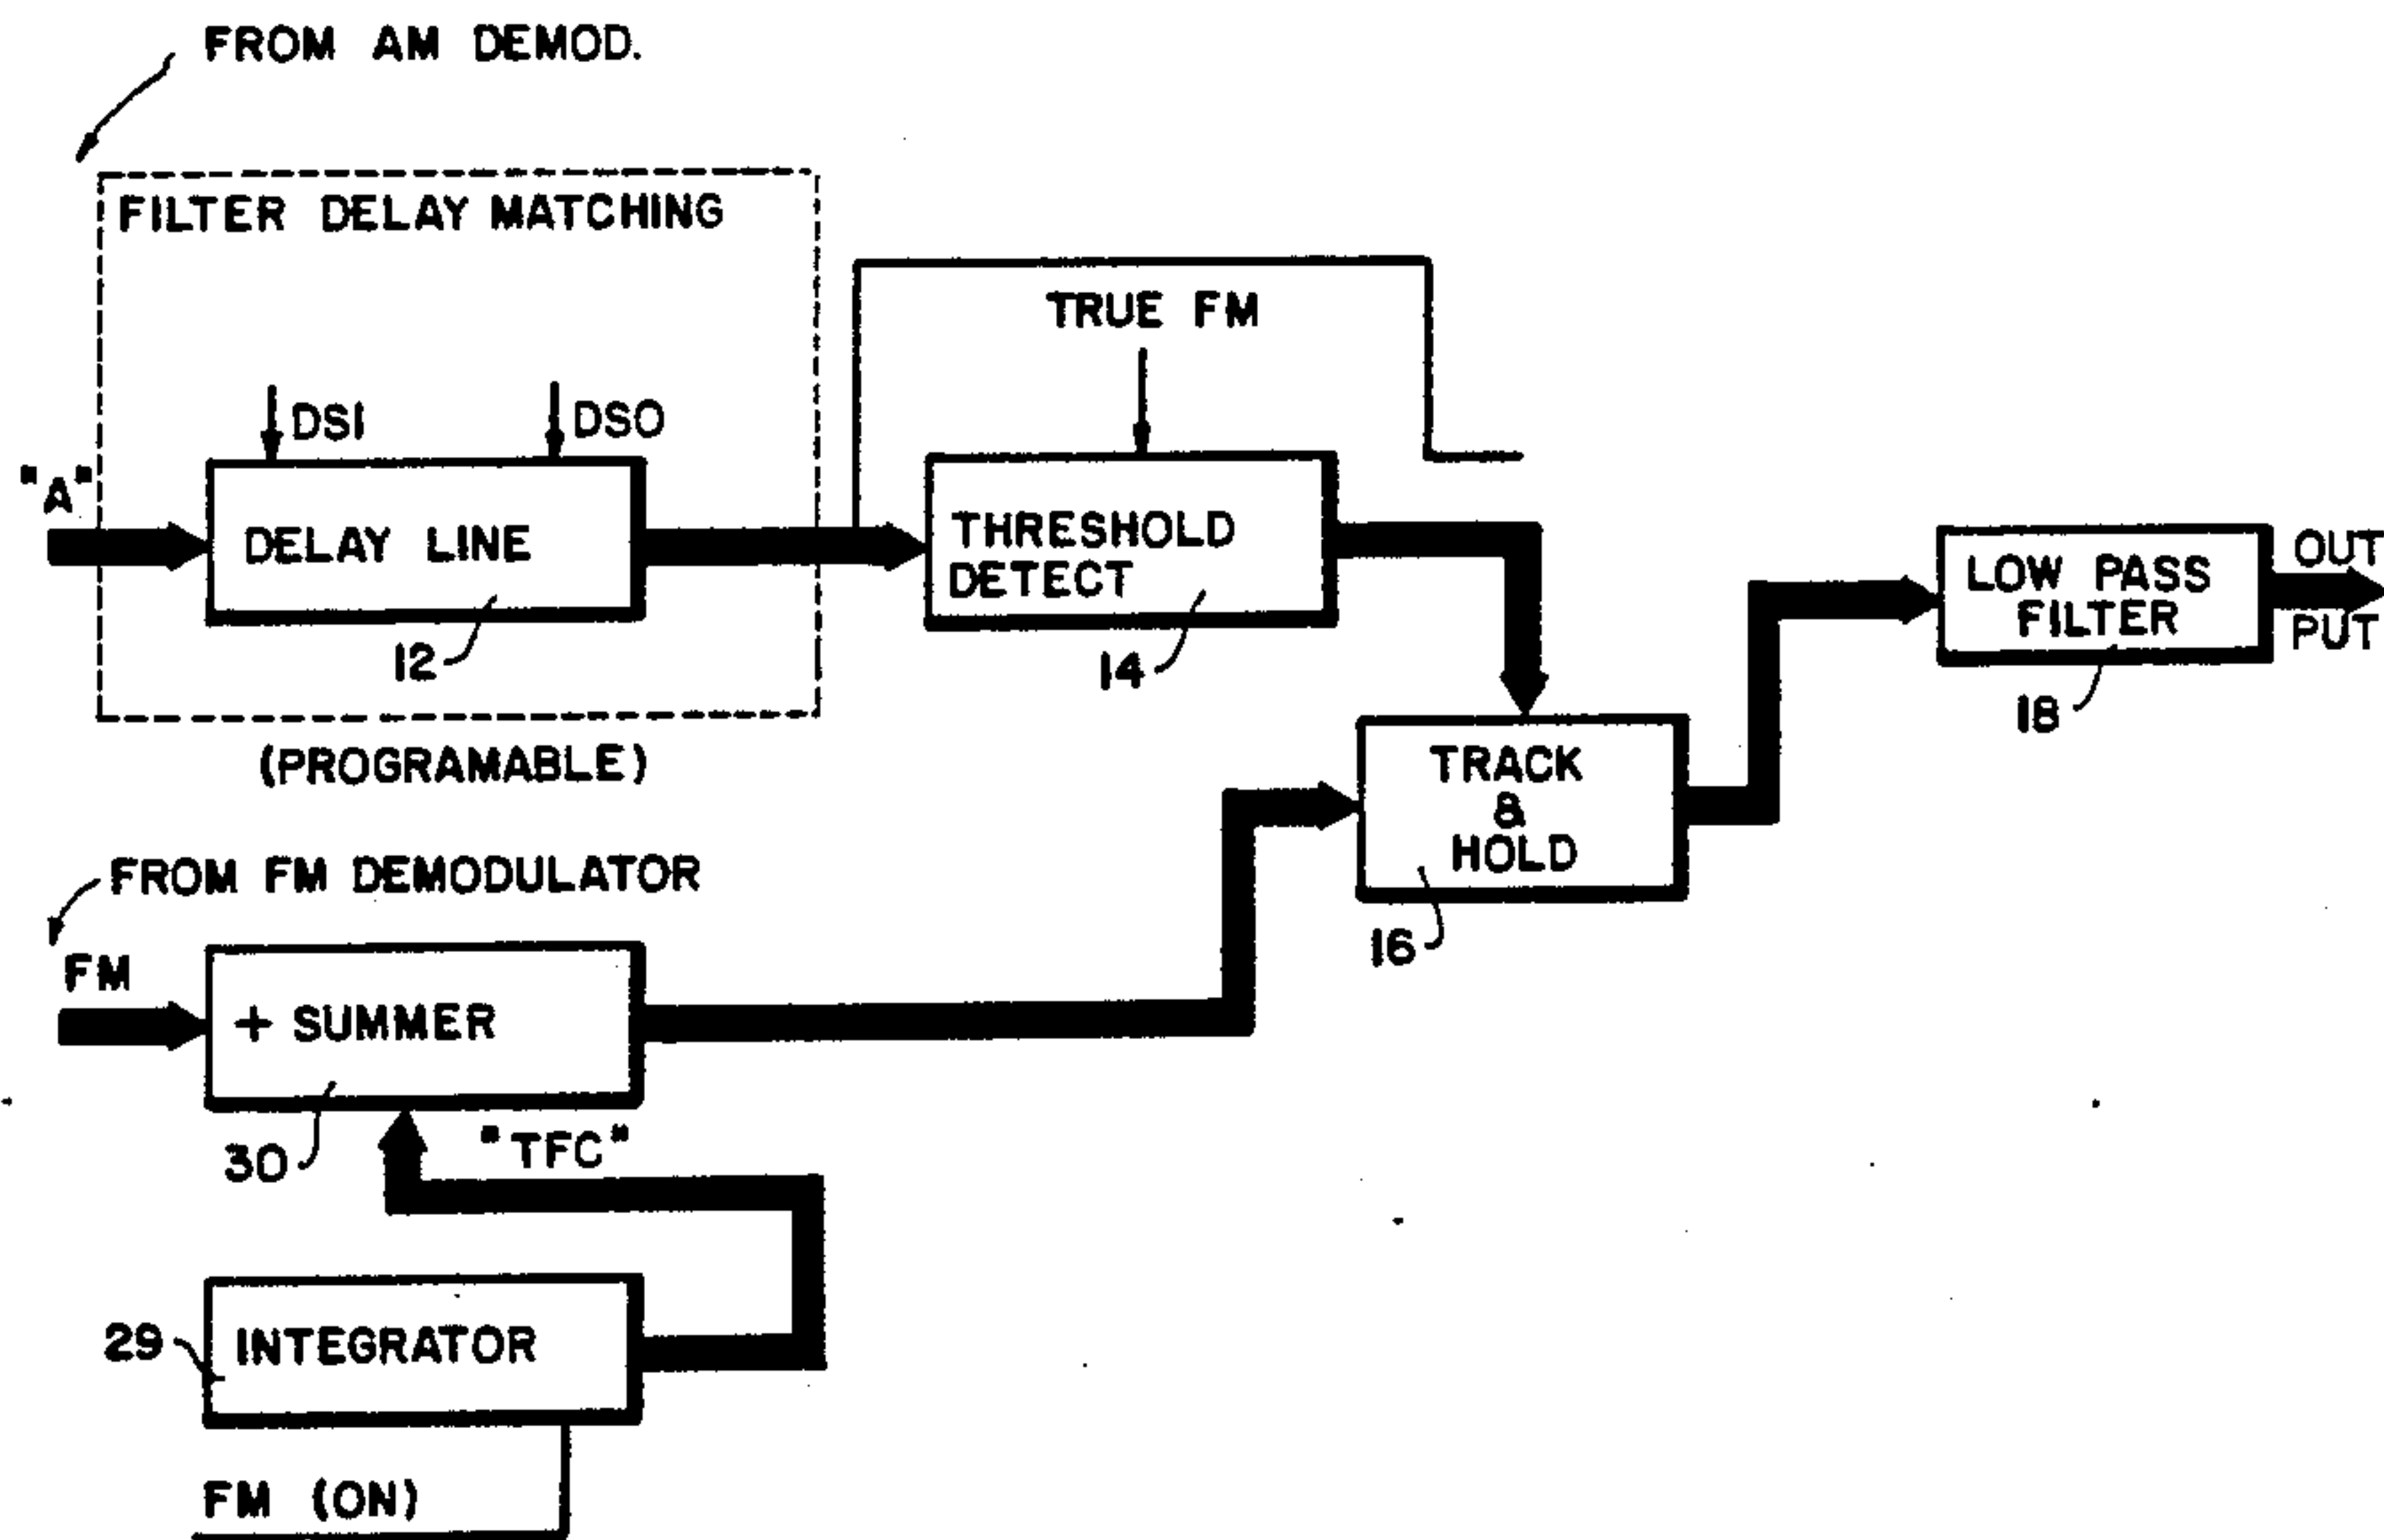 FROM AM DEMOD.
FILTER DELAY MATCHING
TRUE FM
DSI
DSO
"A"
DELAY LINE
12
THRESHOLD
DETECT
14
LOW PASS
FILTER
18
OUT
PUT
(PROGRAMABLE)
TRACK
&
HOLD
16
FROM FM DEMODULATOR
FM
+ SUMMER
30
"TFC"
29
INTEGRATOR
FM (ON)